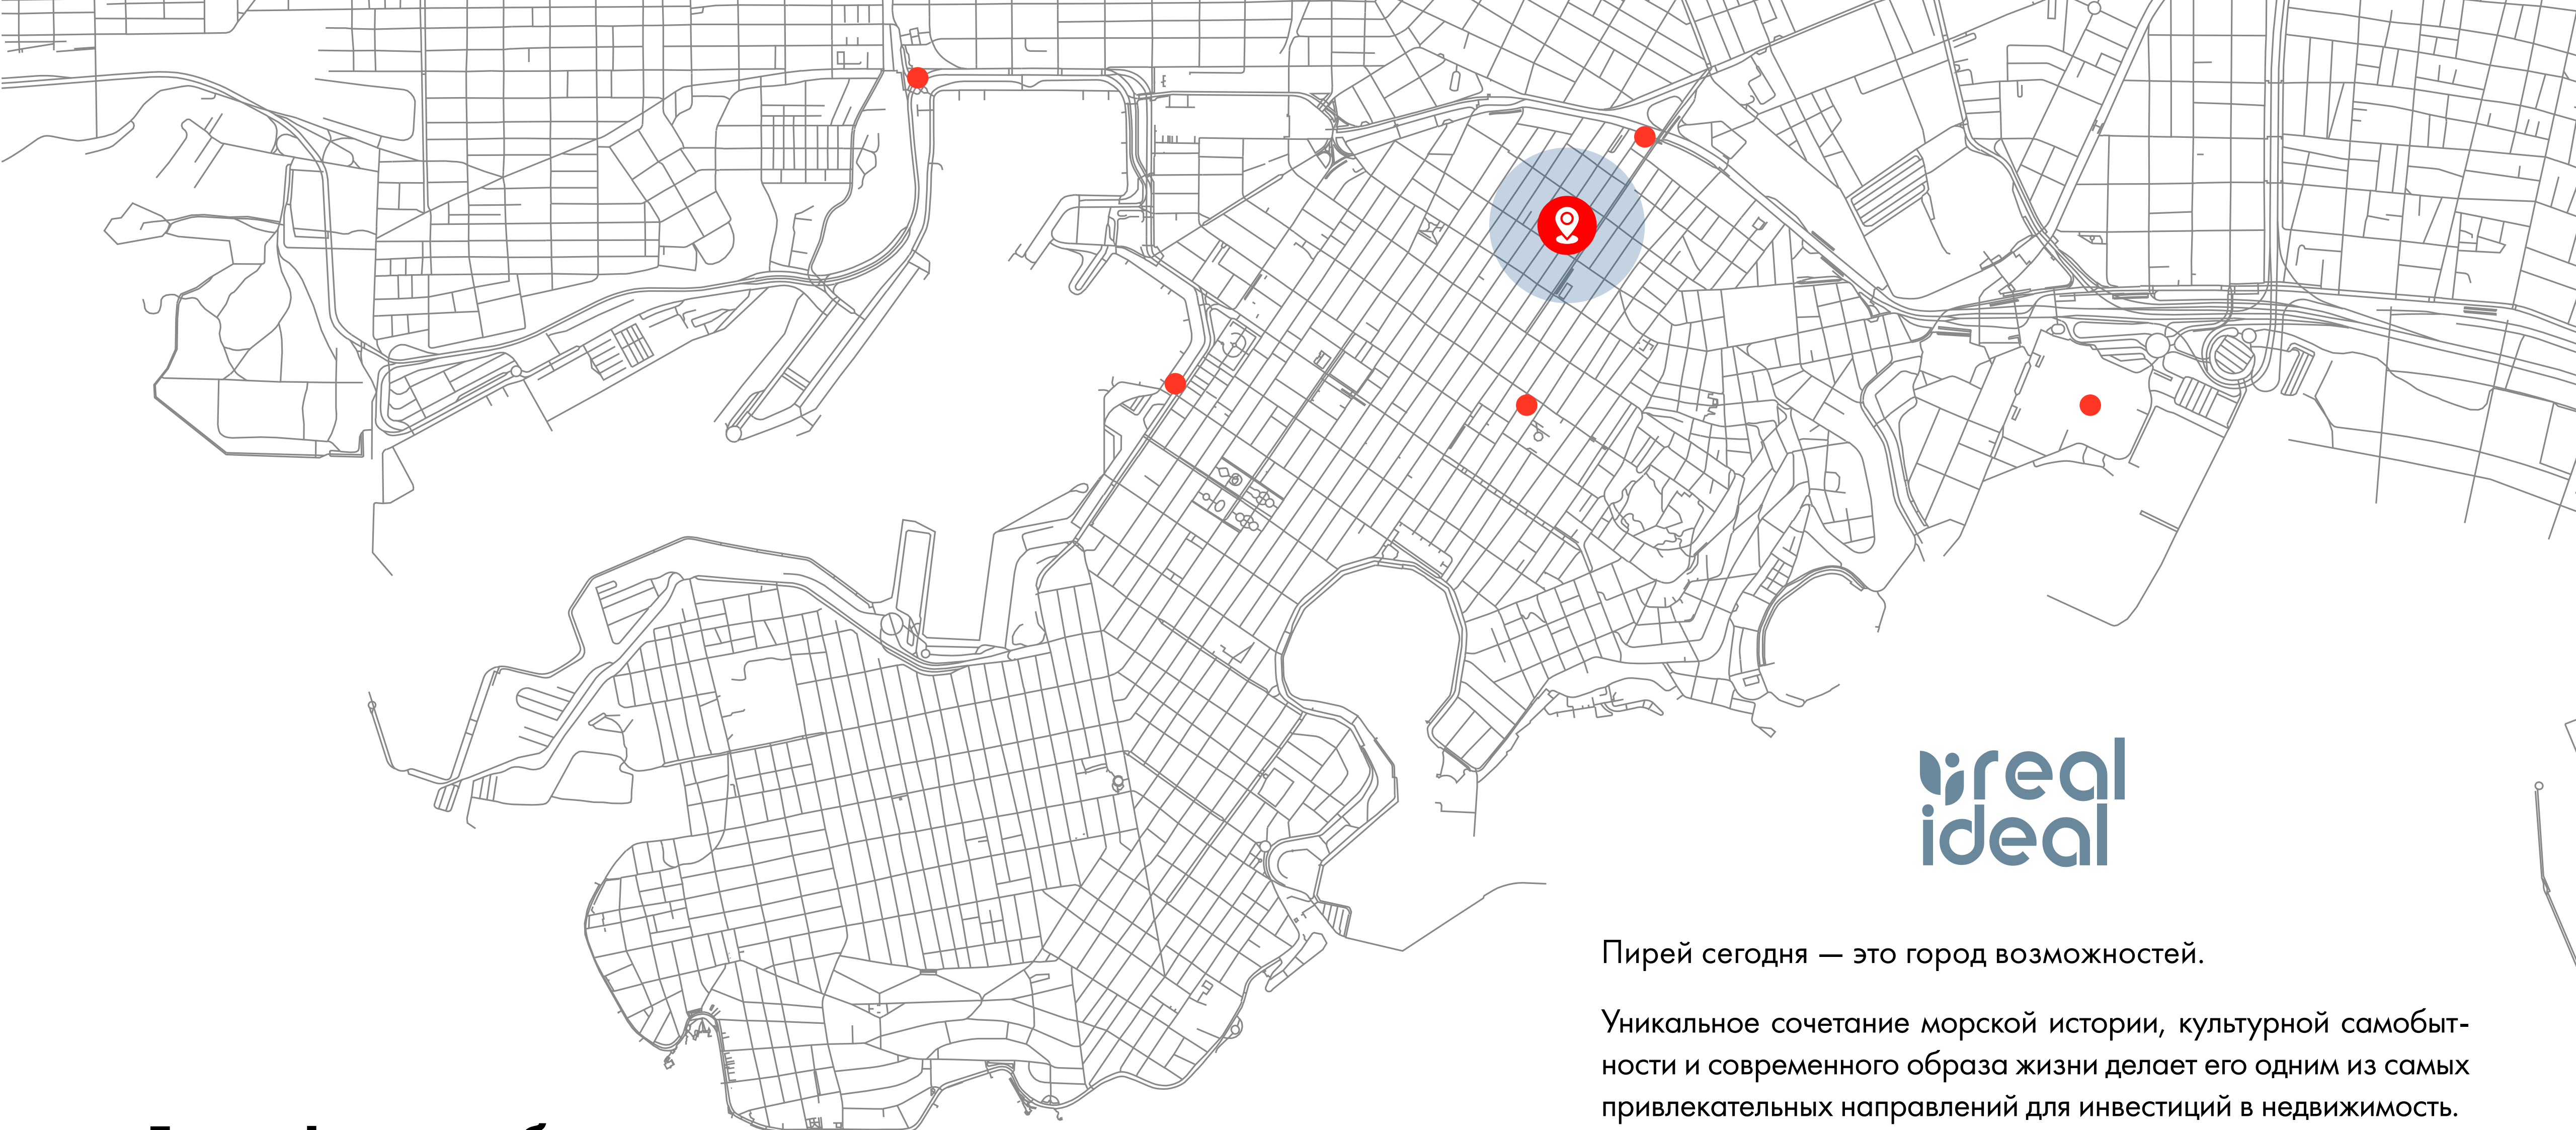 real
ideal
Пирей сегодня — это город возможностей.
Уникальное сочетание морской истории, культурной самобыт-
ности и современного образа жизни делает его одним из самых
привлекательных направлений для инвестиций в недвижимость.